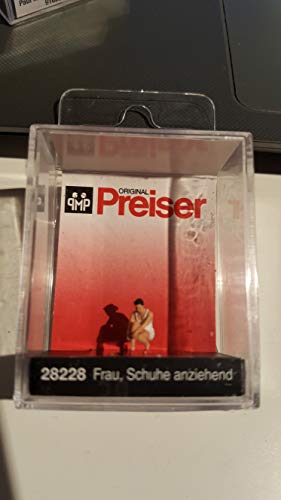 ORIGINAL
PMP Preiser
28228 Frau, Schuhe anziehend